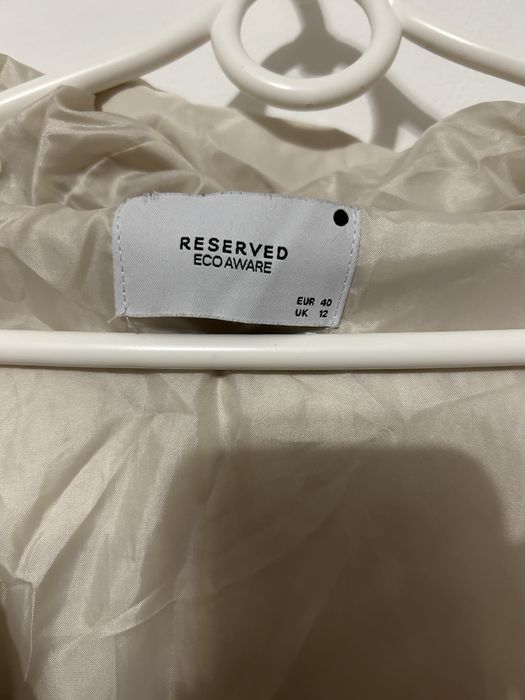 RESERVED
ECO AWARE
EUR 40
UK 12